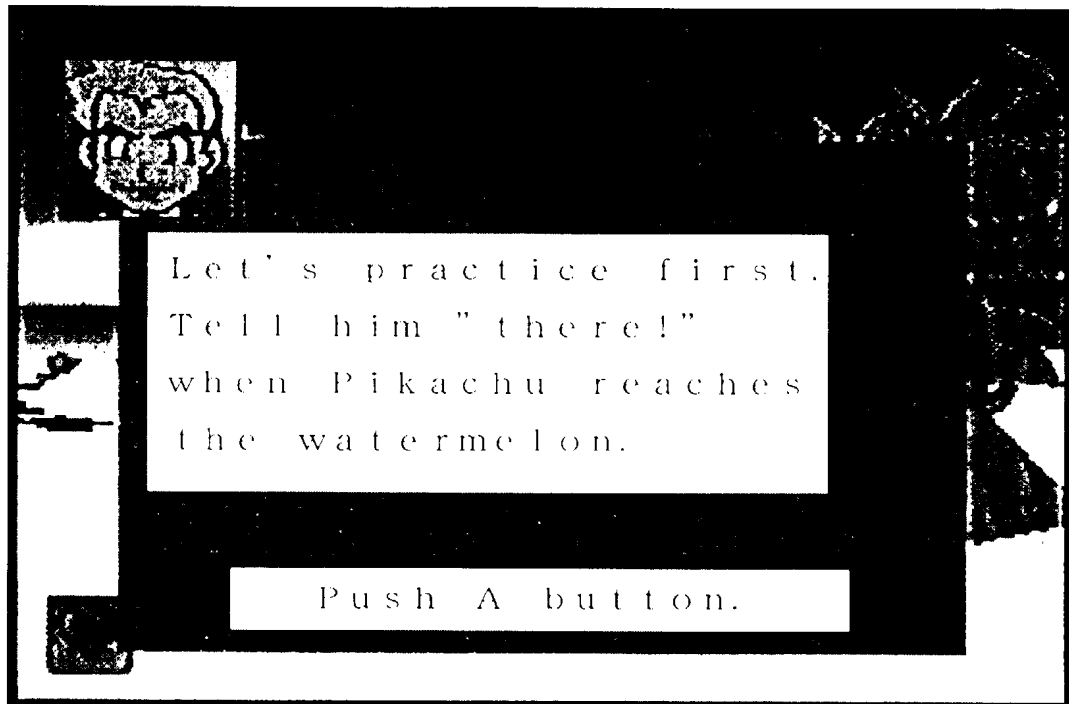 Let's practice first.
Tell him "there!"
when Pikachu reaches
the watermelon.
Push A button.